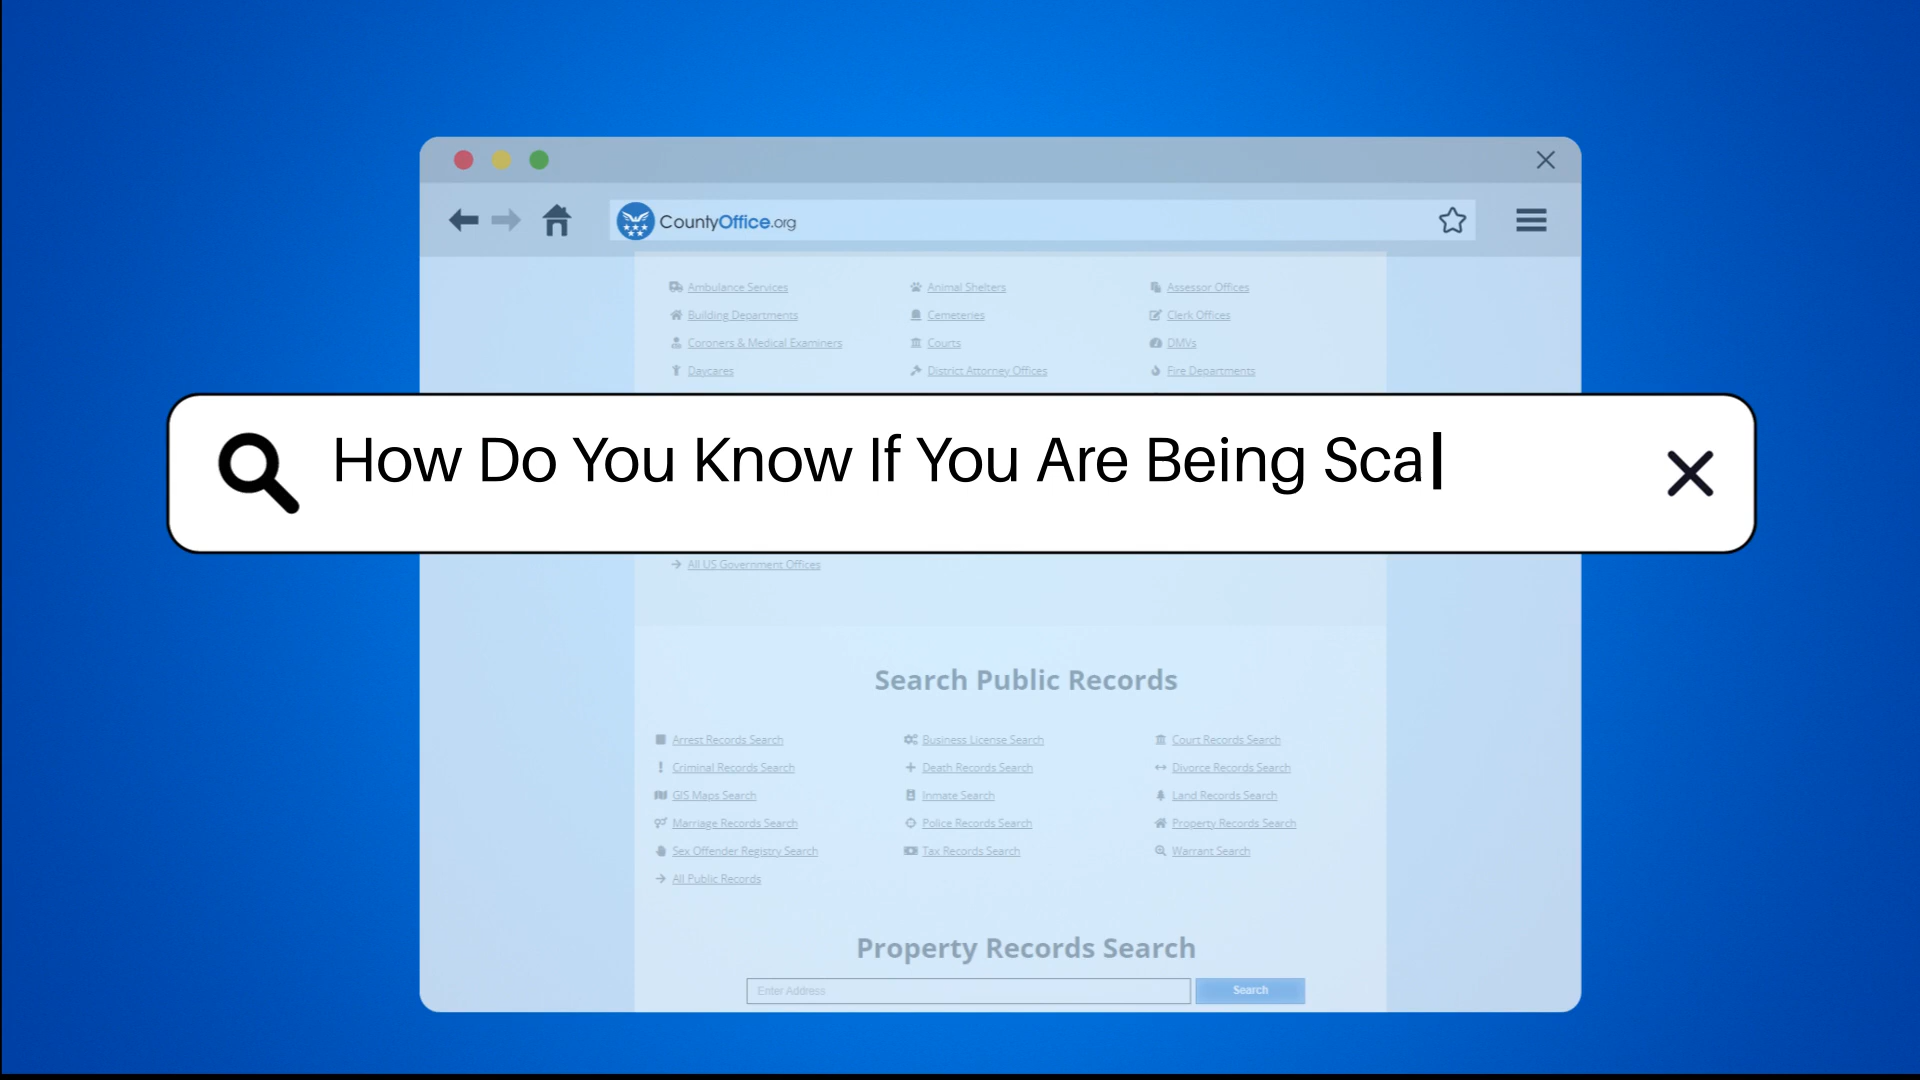 CountyOffice.org
Ambulance Services Animal Shelters Assessor Offices
Building Departments Cemeteries Clerk Offices
Coroners & Medical Examiners Courts DMVs
Daycares District Attorney Offices Fire Departments
How Do You Know If You Are Being Sca
All US Government Offices
Search Public Records
Arrest Records Search Business License Search Court Records Search
Criminal Records Search Death Records Search Divorce Records Search
GIS Maps Search Inmate Search Land Records Search
Marriage Records Search Police Records Search Property Records Search
Sex Offender Registry Search Tax Records Search Warrant Search
All Public Records
Property Records Search
Enter Address Search